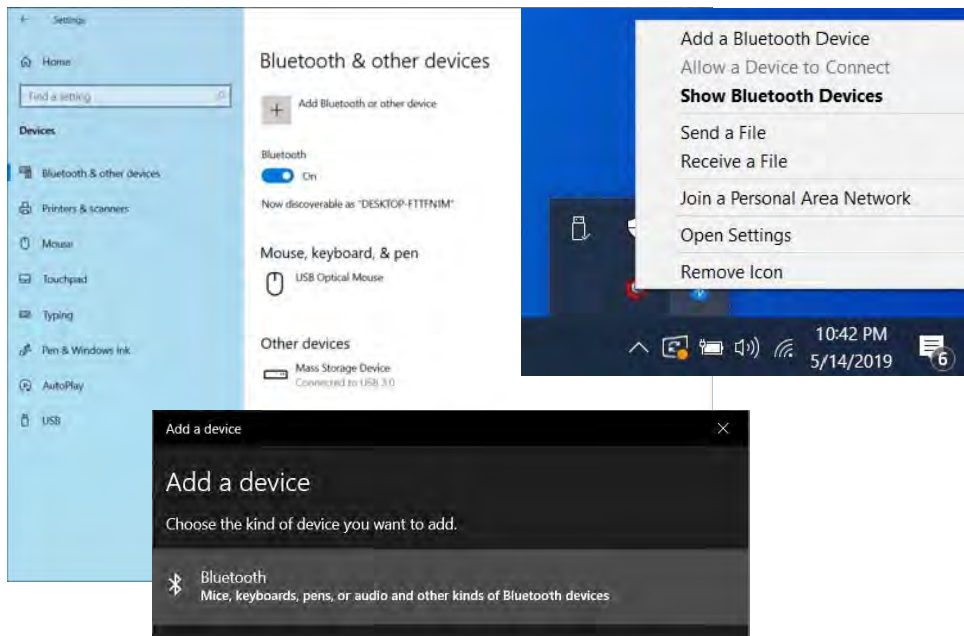 Settings
Home
Find a setting
Devices
Bluetooth & other devices
Printers & scanners
Mouse
Touchpad
Typing
Pen & Windows Ink
AutoPlay
USB
Bluetooth & other devices
Add Bluetooth or other device
Bluetooth
On
Now discoverable as "DESKTOP-FTTFN1M"
Mouse, keyboard, & pen
USB Optical Mouse
Other devices
Mass Storage Device
Connected to USB 3.0
Add a Bluetooth Device
Allow a Device to Connect
Show Bluetooth Devices
Send a File
Receive a File
Join a Personal Area Network
Open Settings
Remove Icon
10:42 PM
5/14/2019
6
Add a device
Add a device
Choose the kind of device you want to add.
Bluetooth
Mice, keyboards, pens, or audio and other kinds of Bluetooth devices